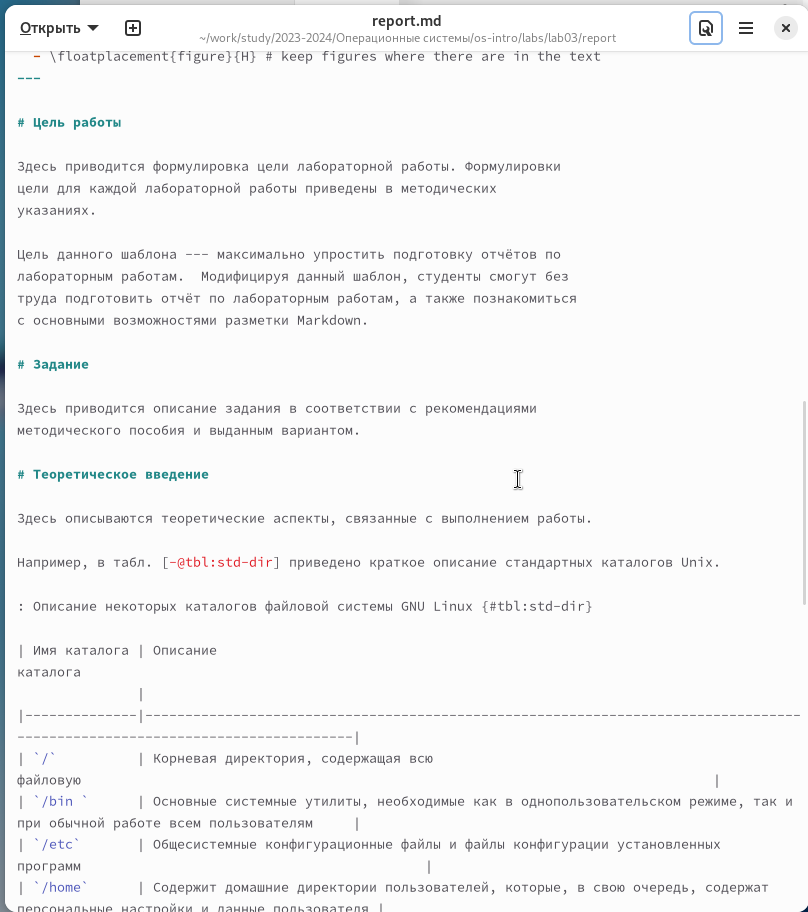 Открыть
report.md
~/work/study/2023-2024/Операционные системы/os-intro/labs/lab03/report
- \floatplacement{figure}{H} # keep figures where there are in the text
---
# Цель работы
Здесь приводится формулировка цели лабораторной работы. Формулировки
цели для каждой лабораторной работы приведены в методических
указаниях.
Цель данного шаблона --- максимально упростить подготовку отчётов по
лабораторным работам.  Модифицируя данный шаблон, студенты смогут без
труда подготовить отчёт по лабораторным работам, а также познакомиться
с основными возможностями разметки Markdown.
# Задание
Здесь приводится описание задания в соответствии с рекомендациями
методического пособия и выданным вариантом.
# Теоретическое введение
Здесь описываются теоретические аспекты, связанные с выполнением работы.
Например, в табл. [-@tbl:std-dir] приведено краткое описание стандартных каталогов Unix.
: Описание некоторых каталогов файловой системы GNU Linux {#tbl:std-dir}
| Имя каталога | Описание
каталога
|
|--------------|----------------------------------------------------------------------------------
------------------------------------------|
| `/`          | Корневая директория, содержащая всю
файловую                                                                               |
| `/bin `      | Основные системные утилиты, необходимые как в однопользовательском режиме, так и
при обычной работе всем пользователям     |
| `/etc`       | Общесистемные конфигурационные файлы и файлы конфигурации установленных
программ                                           |
| `/home`      | Содержит домашние директории пользователей, которые, в свою очередь, содержат
персональные настройки и данные пользователя |